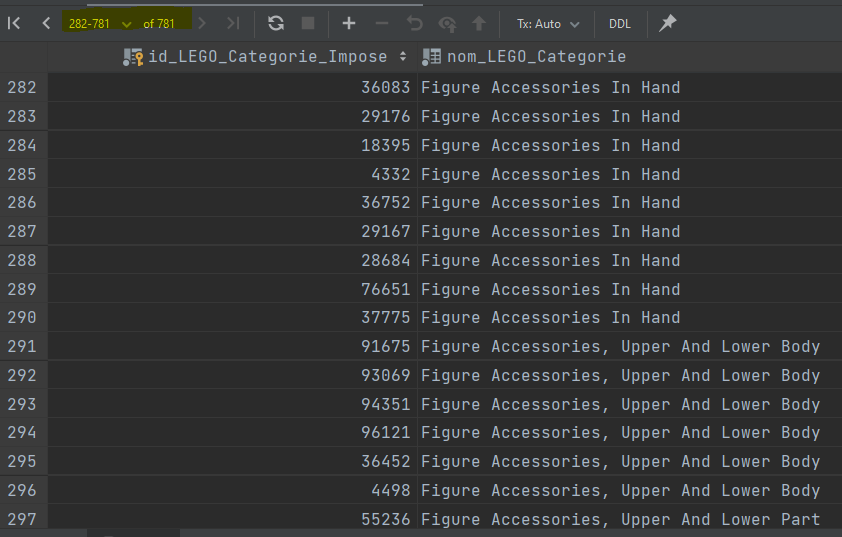 282-781 of 781 Tx: Auto DDL
id_LEGO_Categorie_Impose nom_LEGO_Categorie
282 36083 Figure Accessories In Hand
283 29176 Figure Accessories In Hand
284 18395 Figure Accessories In Hand
285 4332 Figure Accessories In Hand
286 36752 Figure Accessories In Hand
287 29167 Figure Accessories In Hand
288 28684 Figure Accessories In Hand
289 76651 Figure Accessories In Hand
290 37775 Figure Accessories In Hand
291 91675 Figure Accessories, Upper And Lower Body
292 93069 Figure Accessories, Upper And Lower Body
293 94351 Figure Accessories, Upper And Lower Body
294 96121 Figure Accessories, Upper And Lower Body
295 36452 Figure Accessories, Upper And Lower Body
296 4498 Figure Accessories, Upper And Lower Body
297 55236 Figure Accessories, Upper And Lower Part